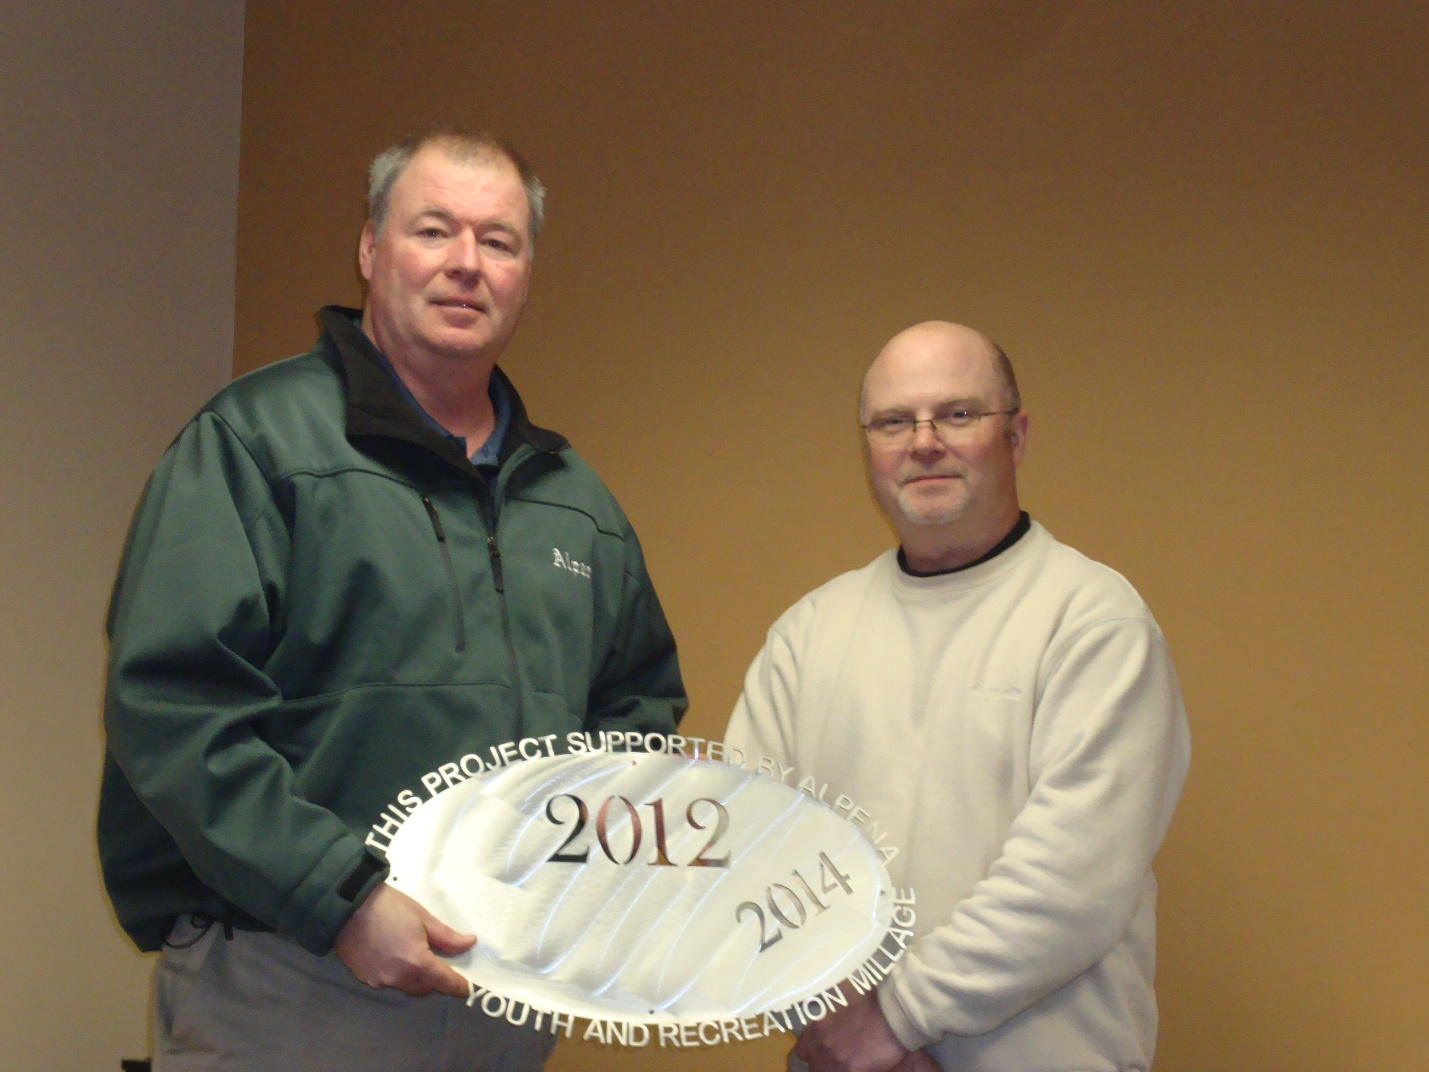 THIS PROJECT SUPPORTED BY ALPENA
2012
2014
YOUTH AND RECREATION MILLAGE